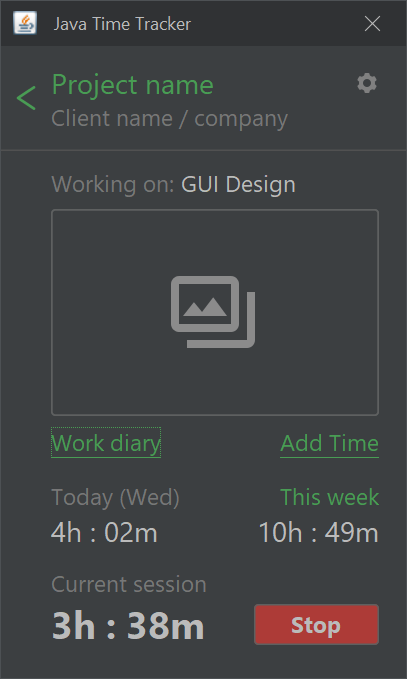 Java Time Tracker
Project name
Client name / company
Working on: GUI Design
Work diary Add Time
Today (Wed) This week
4h : 02m 10h : 49m
Current session
3h : 38m Stop